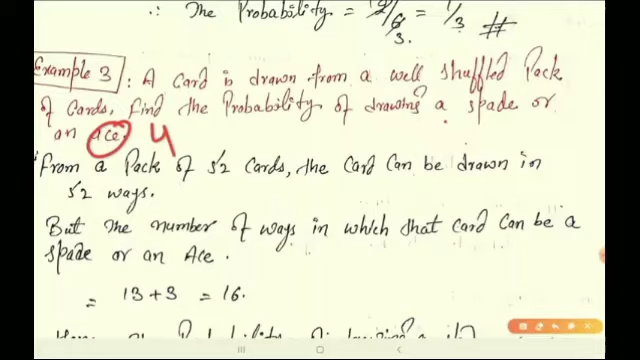 ∴ The Probability = 2/6 = 1/3 #
3.
Example 3 : A Card is drawn from a well shuffled Pack
of Cards, find the Probability of drawing a spade or
an ace. 4
From a Pack of 52 Cards, the Card Can be drawn in
52 ways.
But the number of ways in which that Card Can be a
spade or an Ace.
= 13 + 3 = 16.